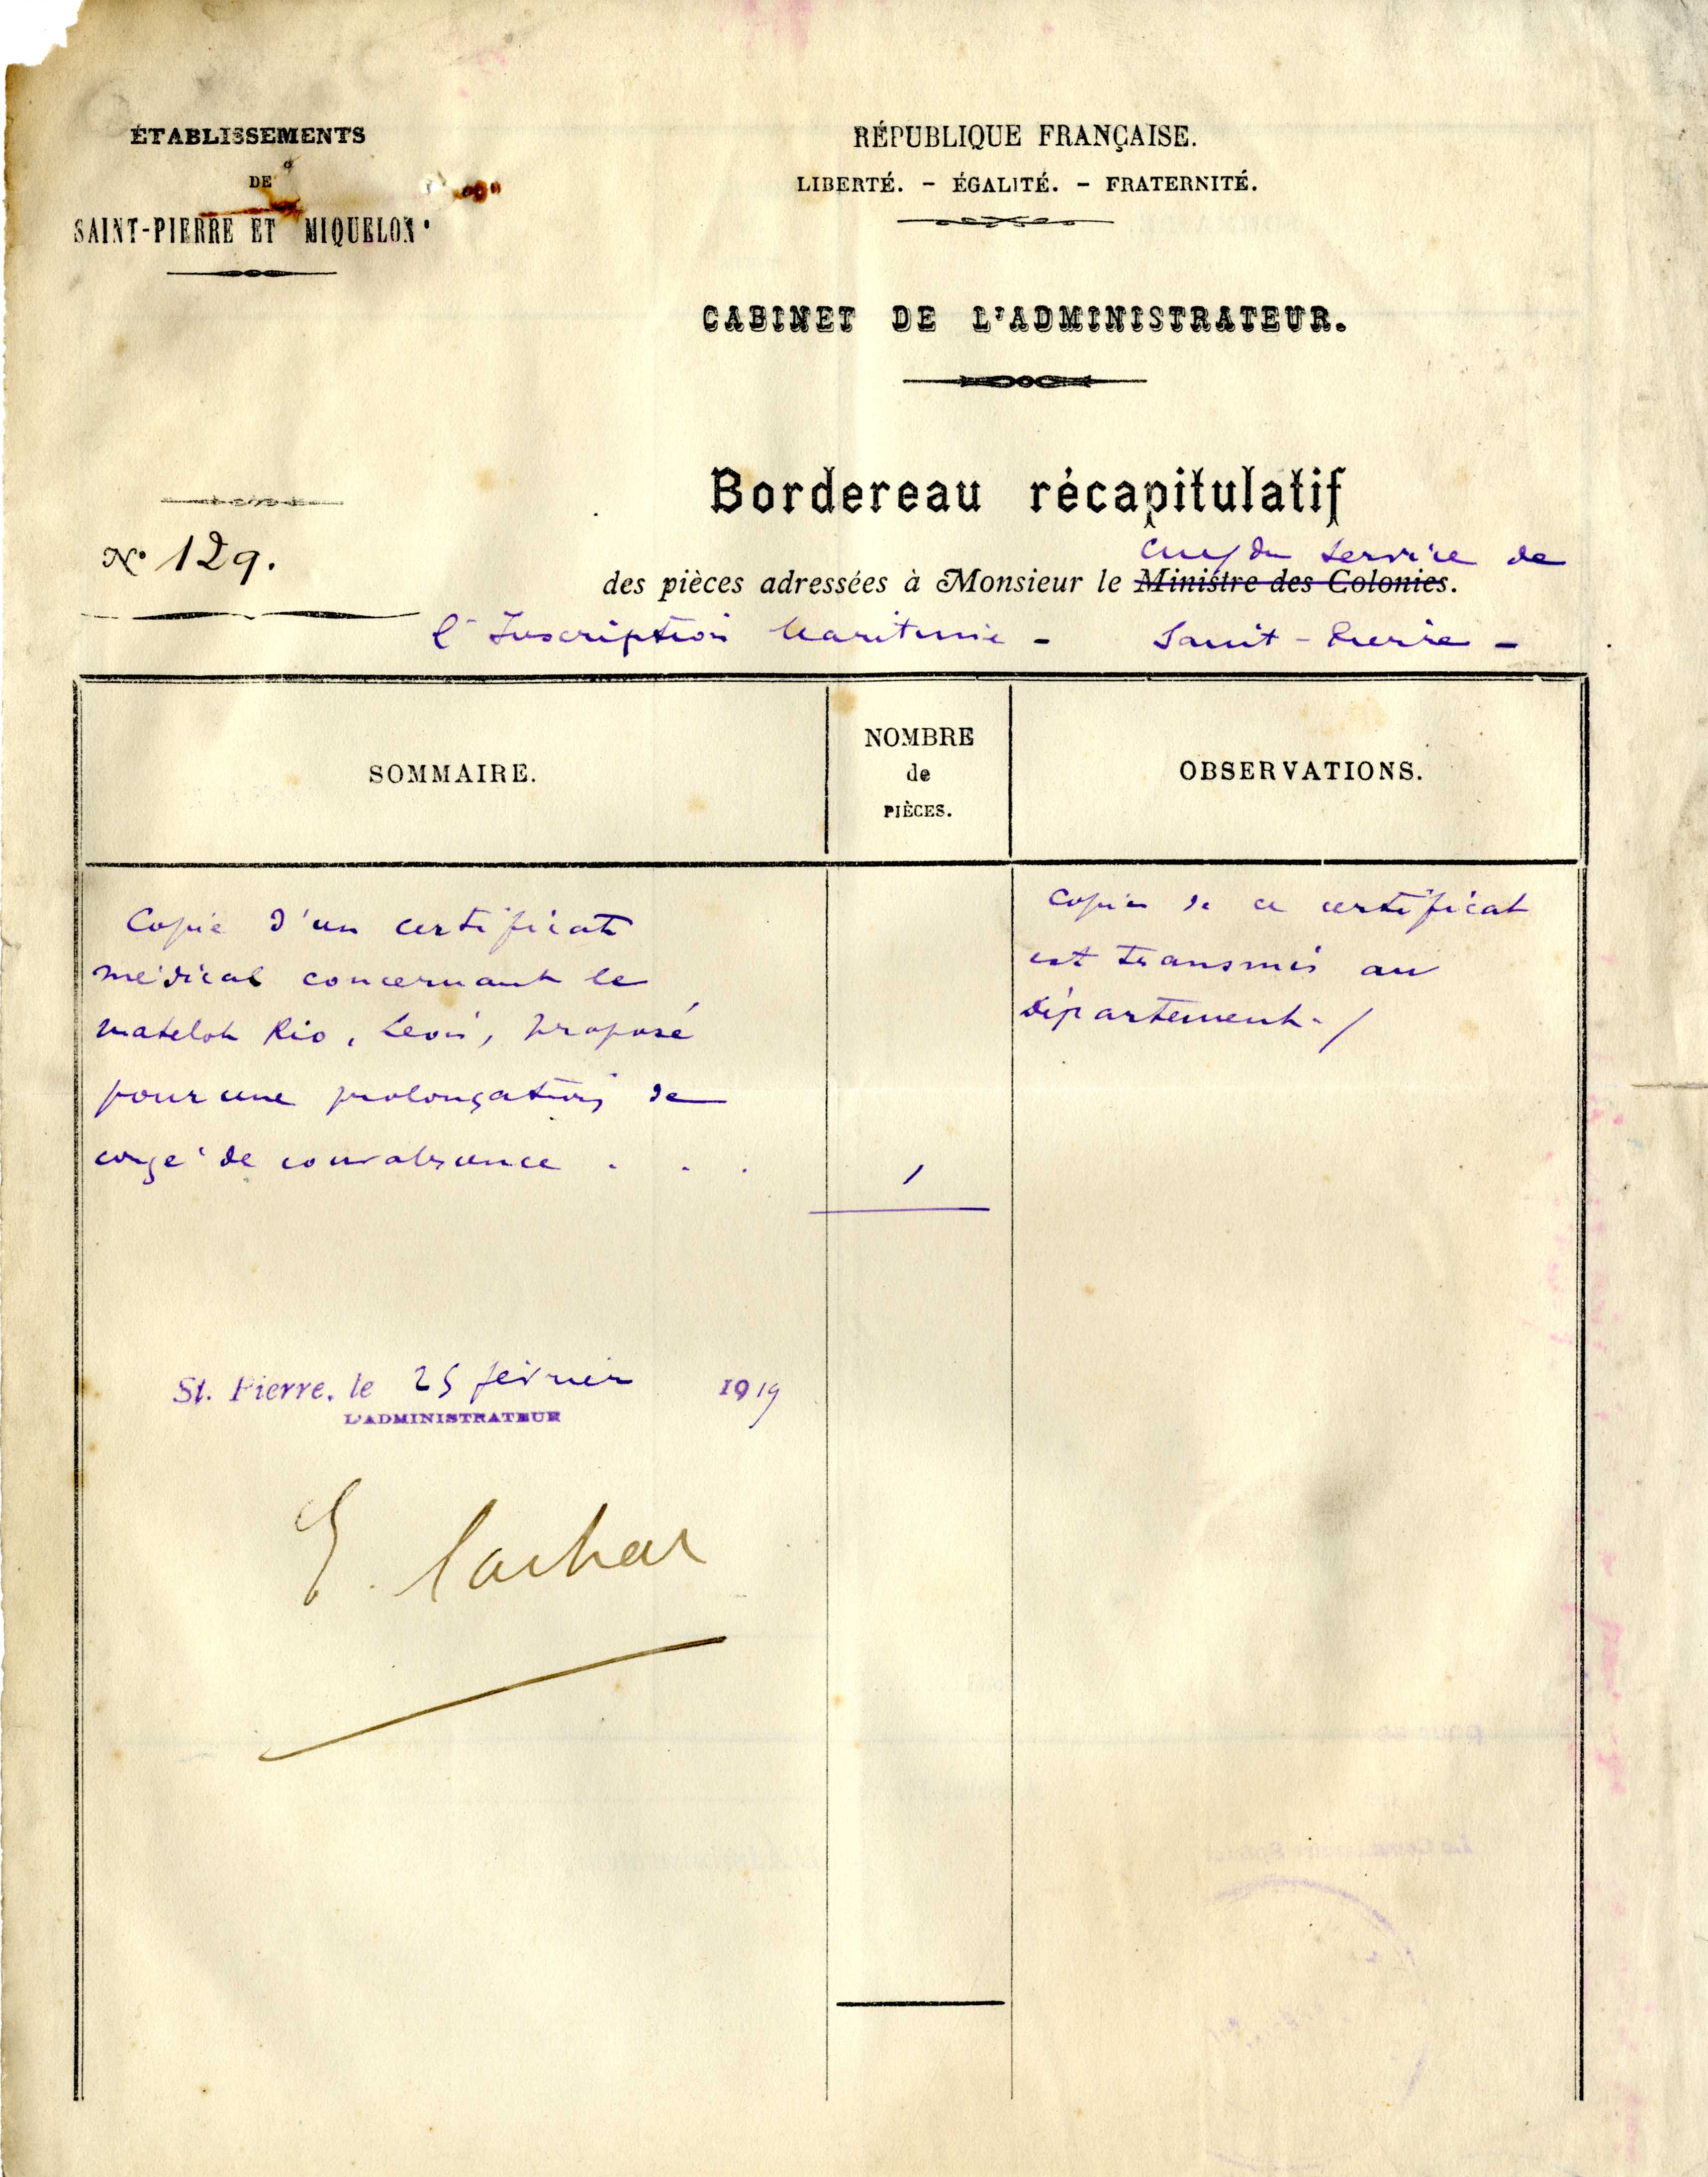 ÉTABLISSEMENTS
DE
SAINT-PIERRE ET MIQUELON
RÉPUBLIQUE FRANÇAISE.
LIBERTÉ. - ÉGALITÉ. - FRATERNITÉ.
CABINET DE L'ADMINISTRATEUR.
Bordereau récapitulatif
N° 129.
du Service de
des pièces adressées à Monsieur le Ministre des Colonies.
l'Inscription Maritime - Saint-Pierre -
SOMMAIRE.
NOMBRE
de
PIÈCES.
OBSERVATIONS.
Copie d'un certificat
médical concernant le
matelot Rio, Léon, proposé
pour une prolongation de
congé de convalescence . . .
1
Copie de ce certificat
est transmis au
département./
St. Pierre, le 25 février 1919
L'ADMINISTRATEUR
E. Lachat